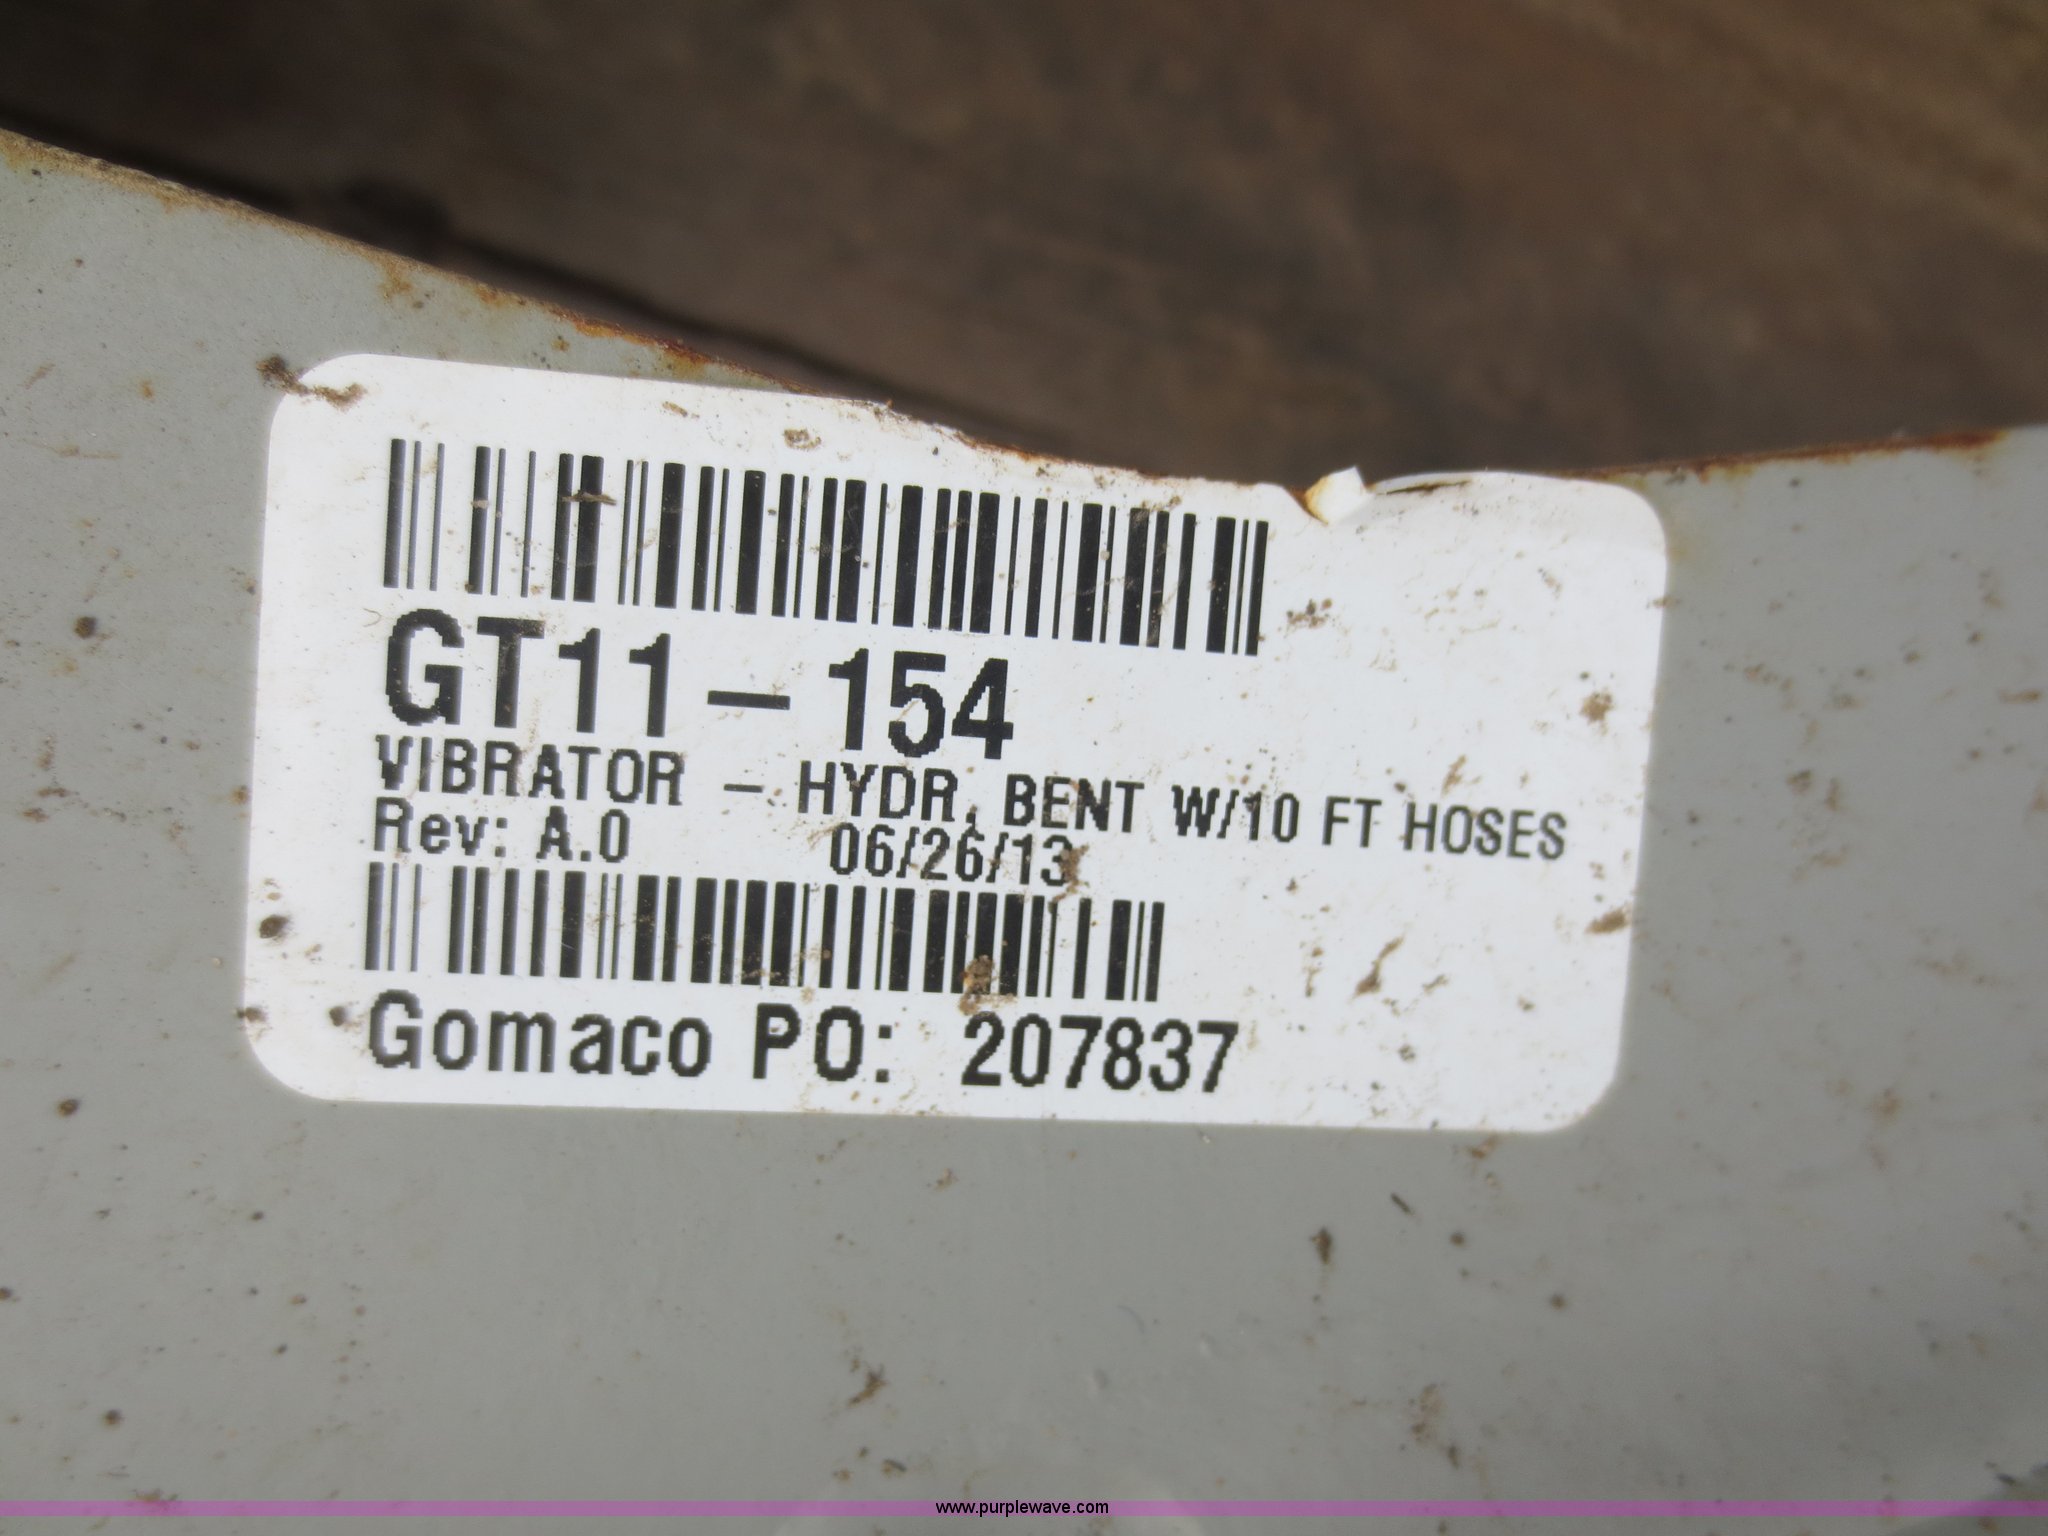 GT11-154
VIBRATOR - HYDR, BENT W/10 FT HOSES
Rev: A.0 06/26/13
Gomaco PO: 207837
www.purplewave.com